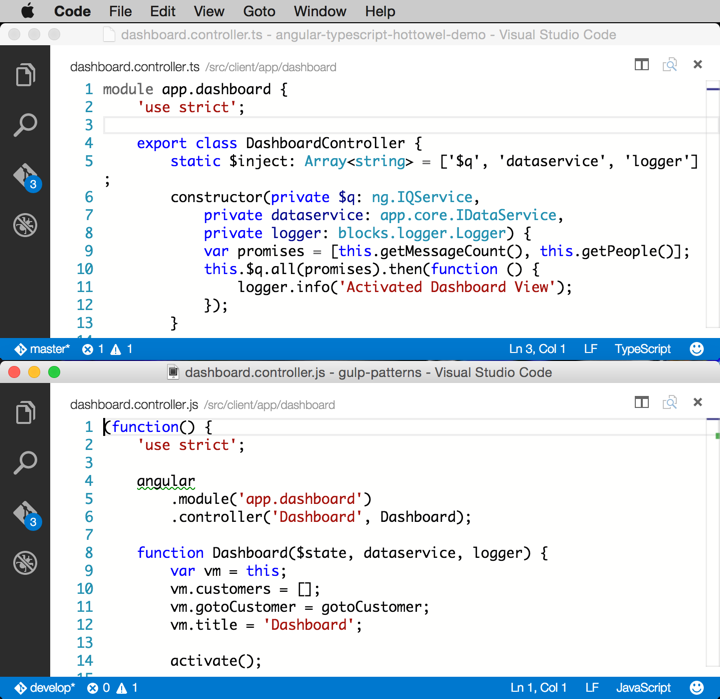 Code File Edit View Goto Window Help
dashboard.controller.ts - angular-typescript-hottowel-demo - Visual Studio Code
dashboard.controller.ts /src/client/app/dashboard
1 module app.dashboard {
2 'use strict';
3
4 export class DashboardController {
5 static $inject: Array<string> = ['$q', 'dataservice', 'logger']
;
6 constructor(private $q: ng.IQService,
7 private dataservice: app.core.IDataService,
8 private logger: blocks.logger.Logger) {
9 var promises = [this.getMessageCount(), this.getPeople()];
10 this.$q.all(promises).then(function () {
11 logger.info('Activated Dashboard View');
12 });
13 }
3
master* 1 1 Ln 3, Col 1 LF TypeScript
dashboard.controller.js - gulp-patterns - Visual Studio Code
dashboard.controller.js /src/client/app/dashboard
1 (function() {
2 'use strict';
3
4 angular
5 .module('app.dashboard')
6 .controller('Dashboard', Dashboard);
7
8 function Dashboard($state, dataservice, logger) {
9 var vm = this;
10 vm.customers = [];
11 vm.gotoCustomer = gotoCustomer;
12 vm.title = 'Dashboard';
13
14 activate();
3
develop* 0 1 Ln 1, Col 1 LF JavaScript